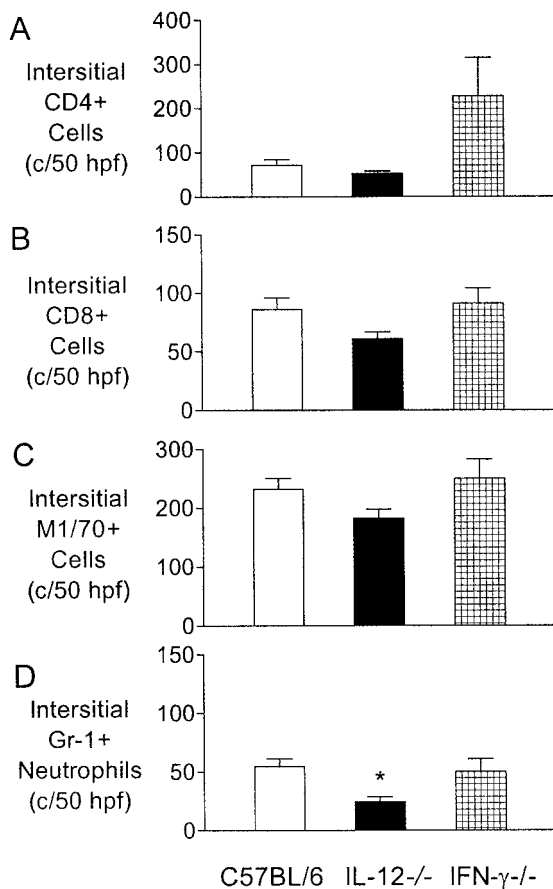 A
Intersitial
CD4+
Cells
(c/50 hpf)
400
300
200
100
0
B
Intersitial
CD8+
Cells
(c/50 hpf)
150
100
50
0
C
Intersitial
M1/70+
Cells
(c/50 hpf)
300
200
100
0
D
Intersitial
Gr-1+
Neutrophils
(c/50 hpf)
150
100
50
0
*
C57BL/6 IL-12-/- IFN-γ-/-